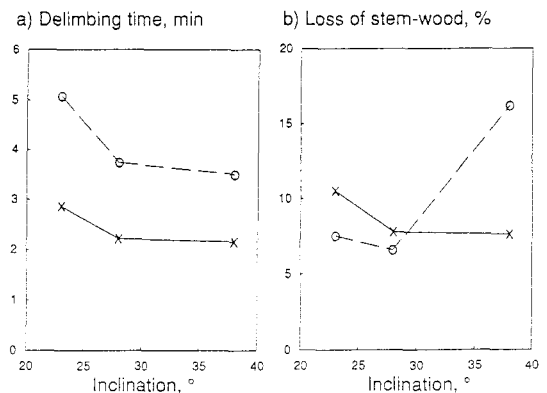 a) Delimbing time, min
6
5
4
3
2
1
0
20 25 30 35 40
Inclination, °
b) Loss of stem-wood, %
20
15
10
5
0
20 25 30 35 40
Inclination, °